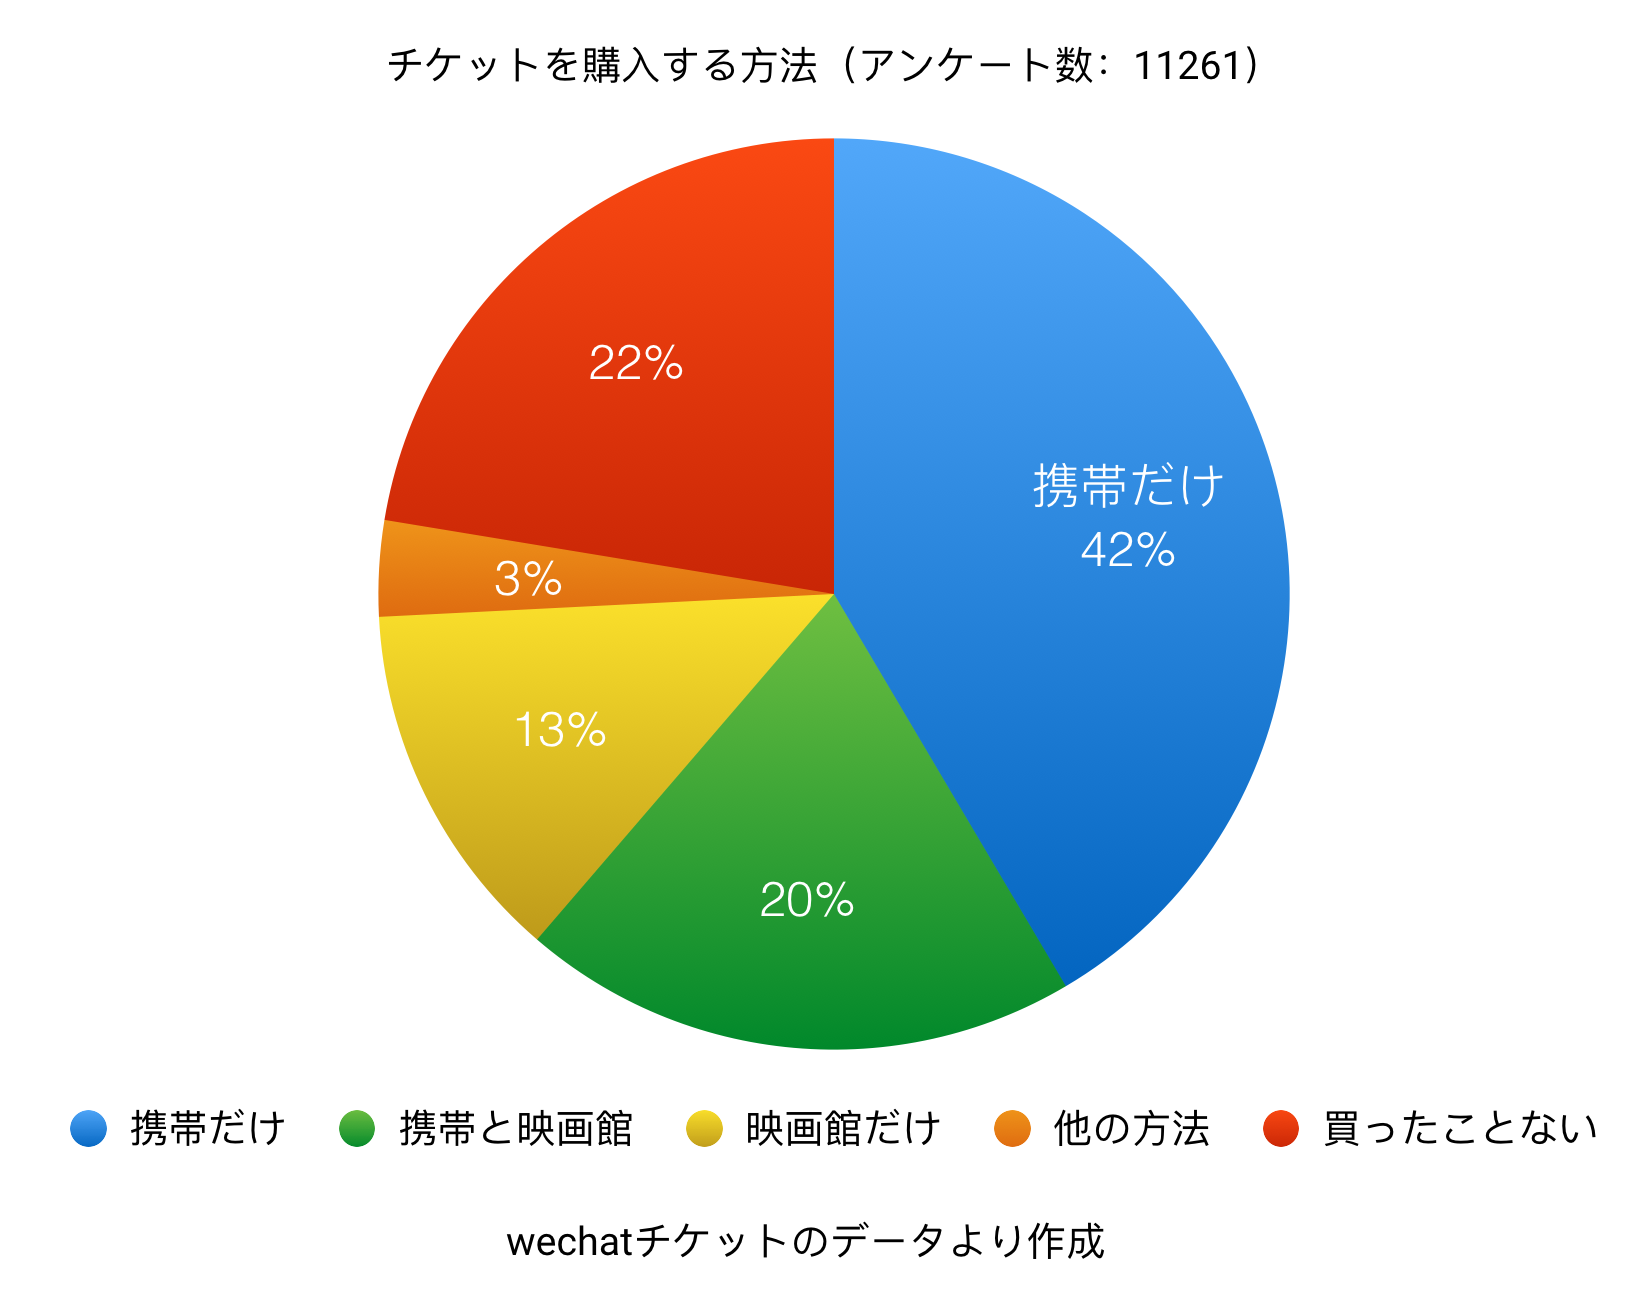 チケットを購入する方法（アンケート数：11261）
22%
携帯だけ
42%
3%
13%
20%
携帯だけ 携帯と映画館 映画館だけ 他の方法 買ったことない
wechatチケットのデータより作成